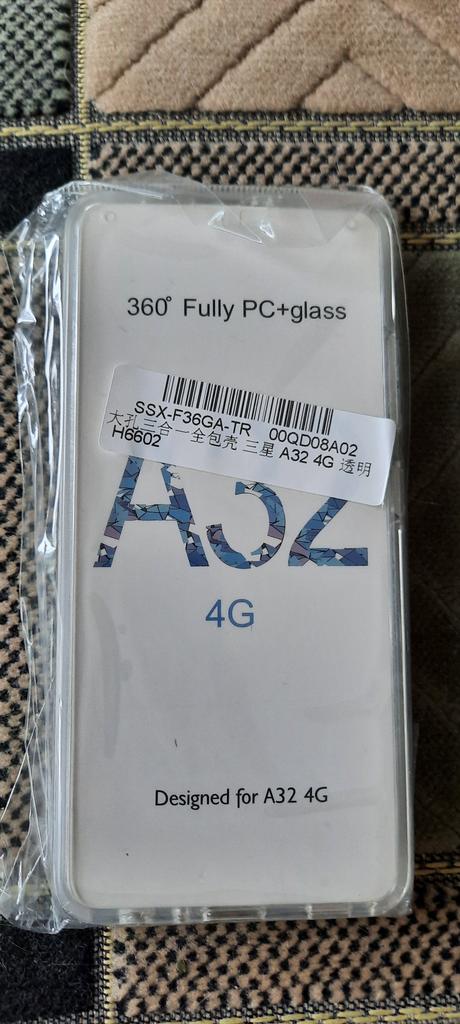 360° Fully PC+glass
SSX-F36GA-TR 00QD08A02
大孔三合一全包壳 三星 A32 4G 透明
H6602
A32
4G
Designed for A32 4G